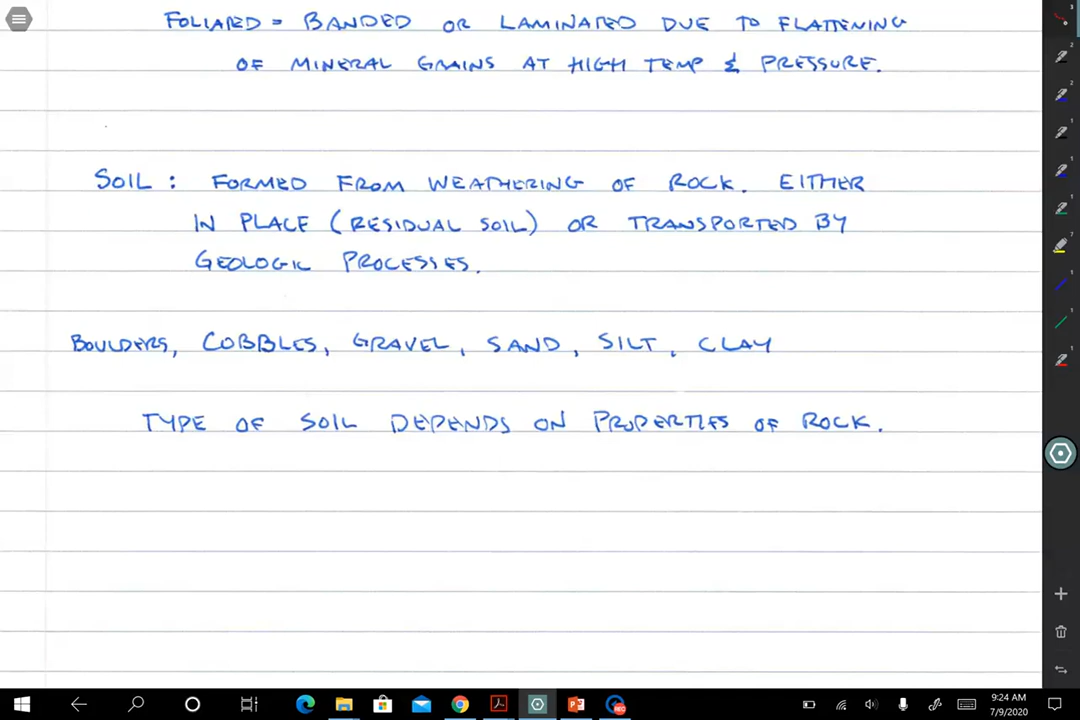 FOLIATED = BANDED OR LAMINATED DUE TO FLATTENING
OF MINERAL GRAINS AT HIGH TEMP & PRESSURE.
SOIL : FORMED FROM WEATHERING OF ROCK. EITHER
IN PLACE (RESIDUAL SOIL) OR TRANSPORTED BY
GEOLOGIC PROCESSES.
BOULDERS, COBBLES, GRAVEL, SAND, SILT, CLAY
TYPE OF SOIL DEPENDS ON PROPERTIES OF ROCK.
9:24 AM
7/9/2020